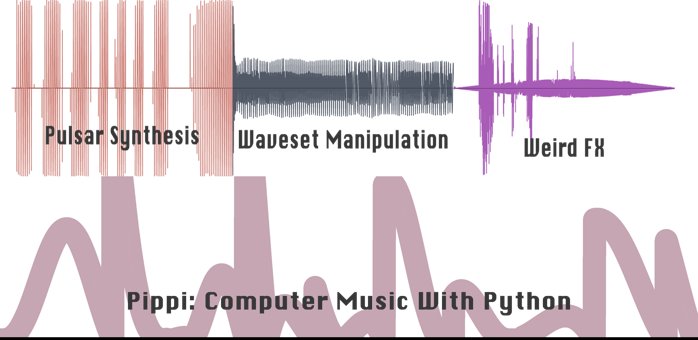 Pulsar Synthesis
Waveset Manipulation
Weird FX
Pippi: Computer Music With Python